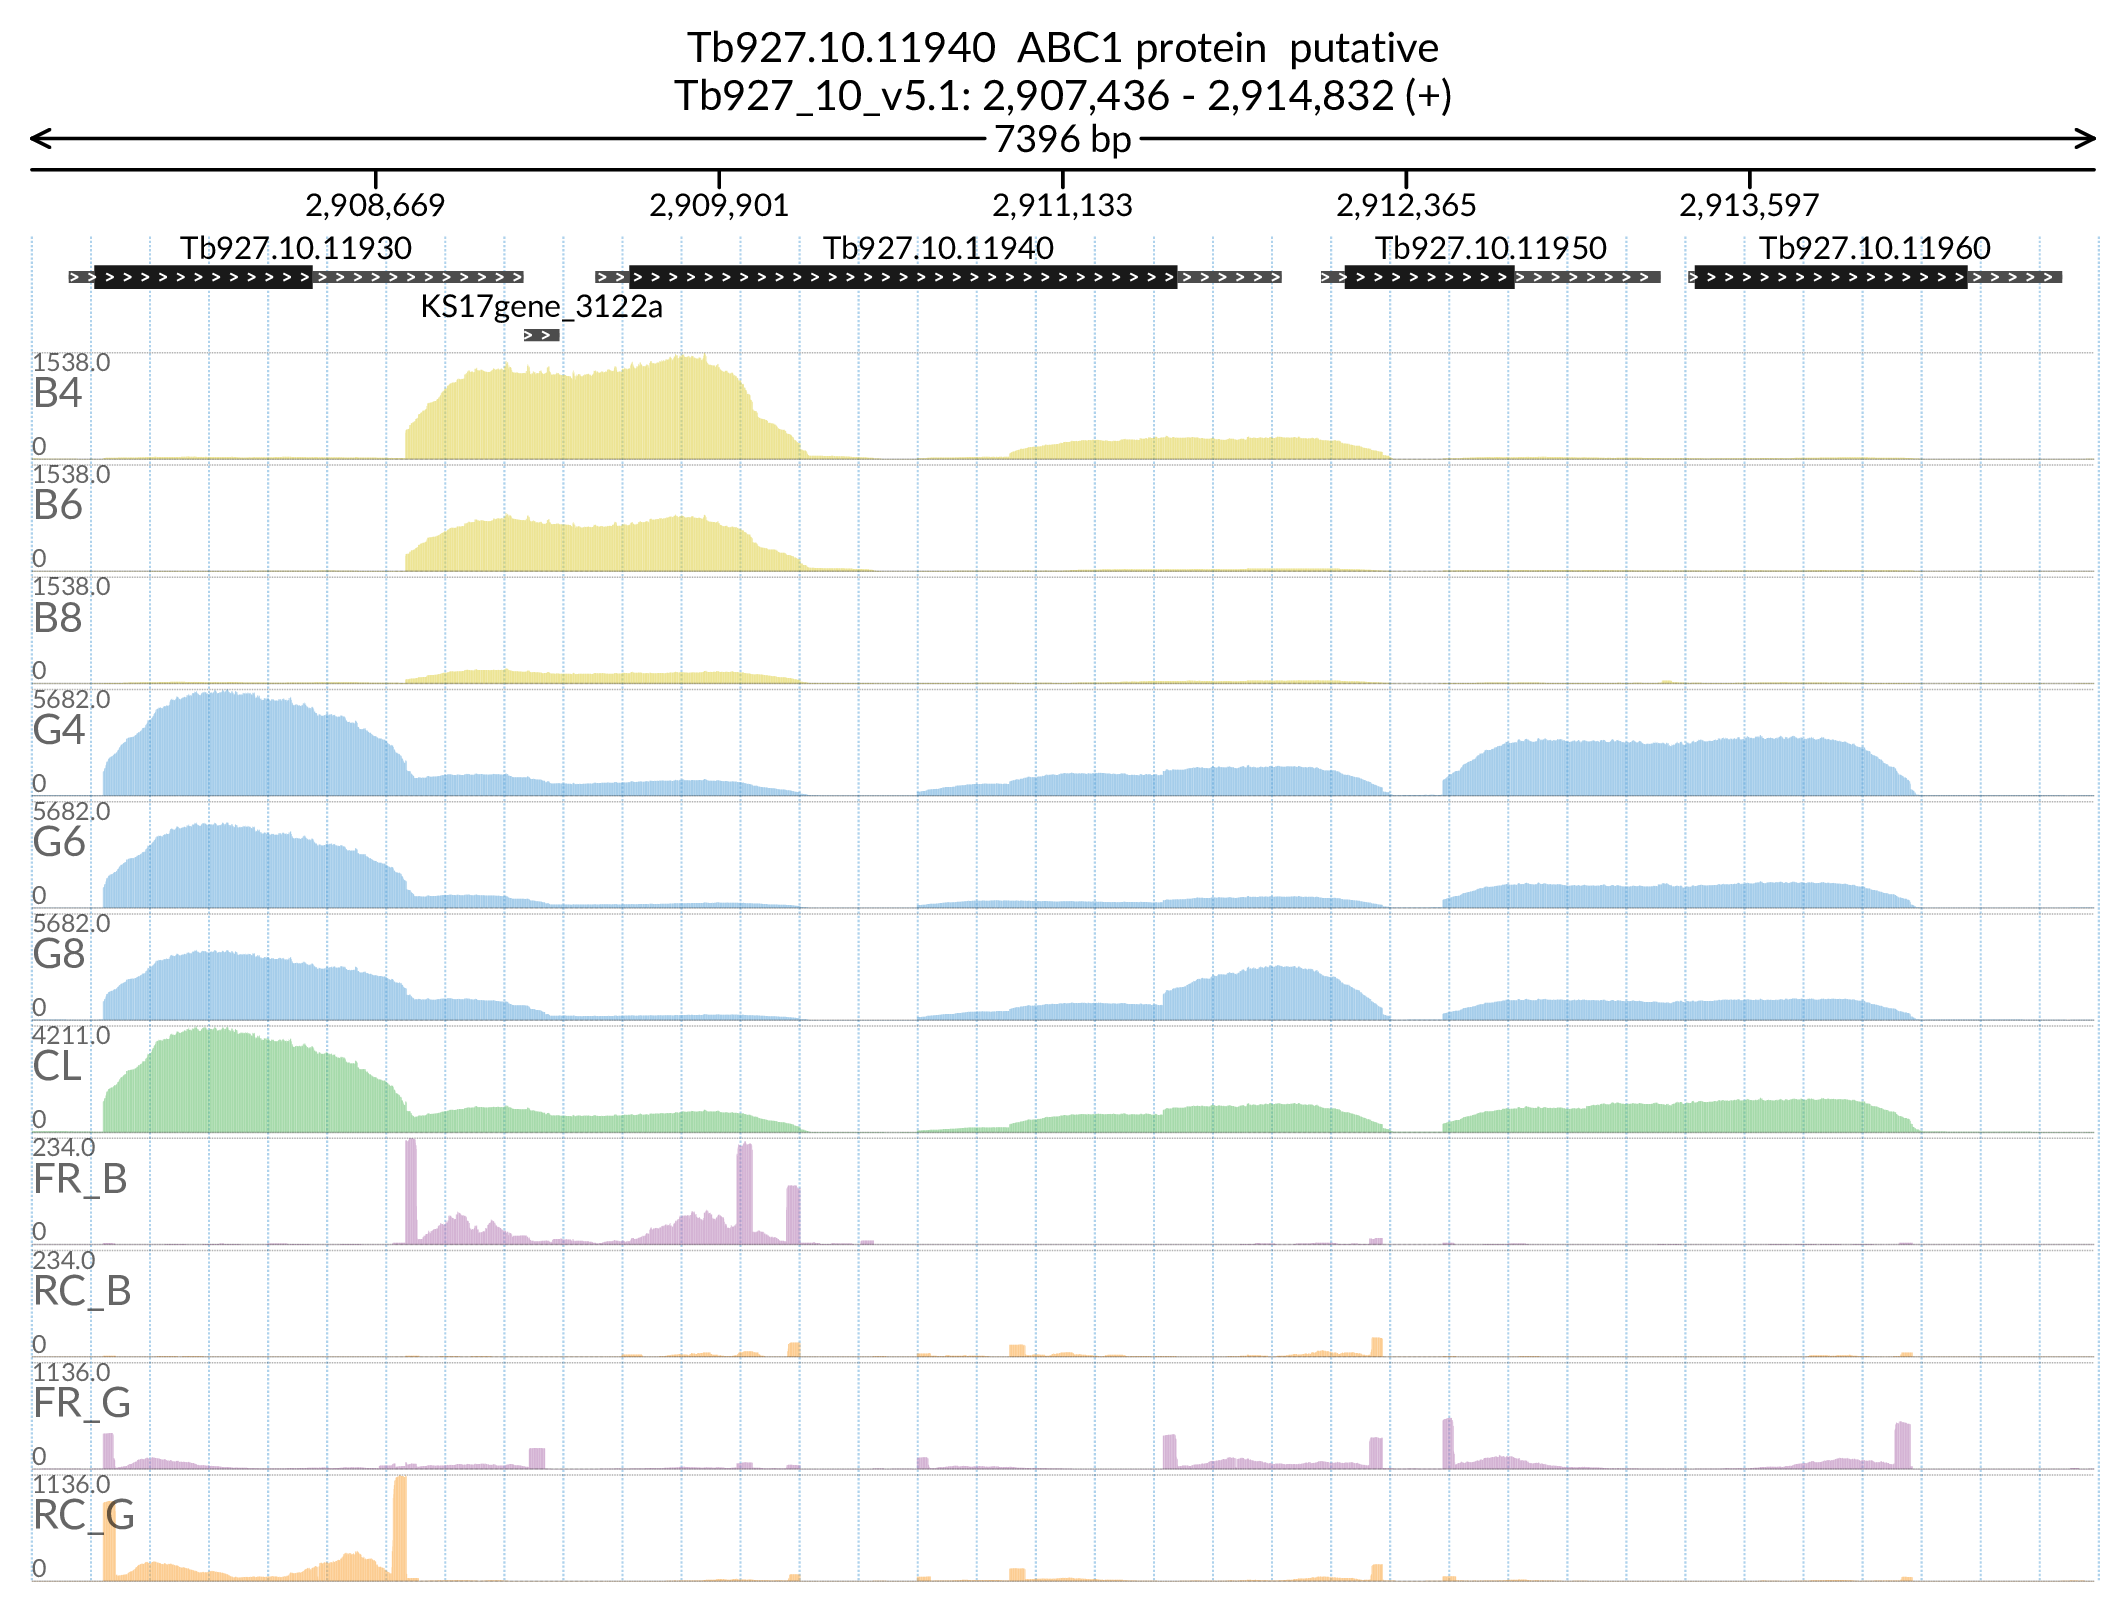 Tb927.10.11940 ABC1 protein putative
Tb927_10_v5.1: 2,907,436 - 2,914,832 (+)
7396 bp
2,908,669 2,909,901 2,911,133 2,912,365 2,913,597
Tb927.10.11930 Tb927.10.11940 Tb927.10.11950 Tb927.10.11960
KS17gene_3122a
1538.0
B4
0
1538.0
B6
0
1538.0
B8
0
5682.0
G4
0
5682.0
G6
0
5682.0
G8
0
4211.0
CL
0
234.0
FR_B
0
234.0
RC_B
0
1136.0
FR_G
0
1136.0
RC_G
0